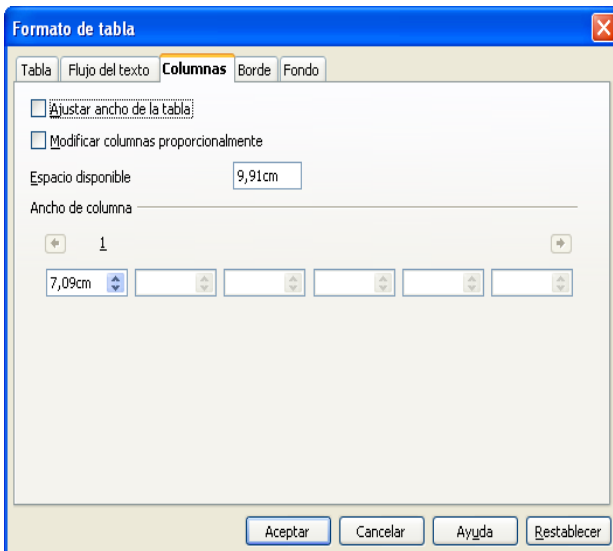 Formato de tabla
Tabla Flujo del texto Columnas Borde Fondo
Ajustar ancho de la tabla
Modificar columnas proporcionalmente
Espacio disponible 9,91cm
Ancho de columna
1
7,09cm
Aceptar Cancelar Ayuda Restablecer